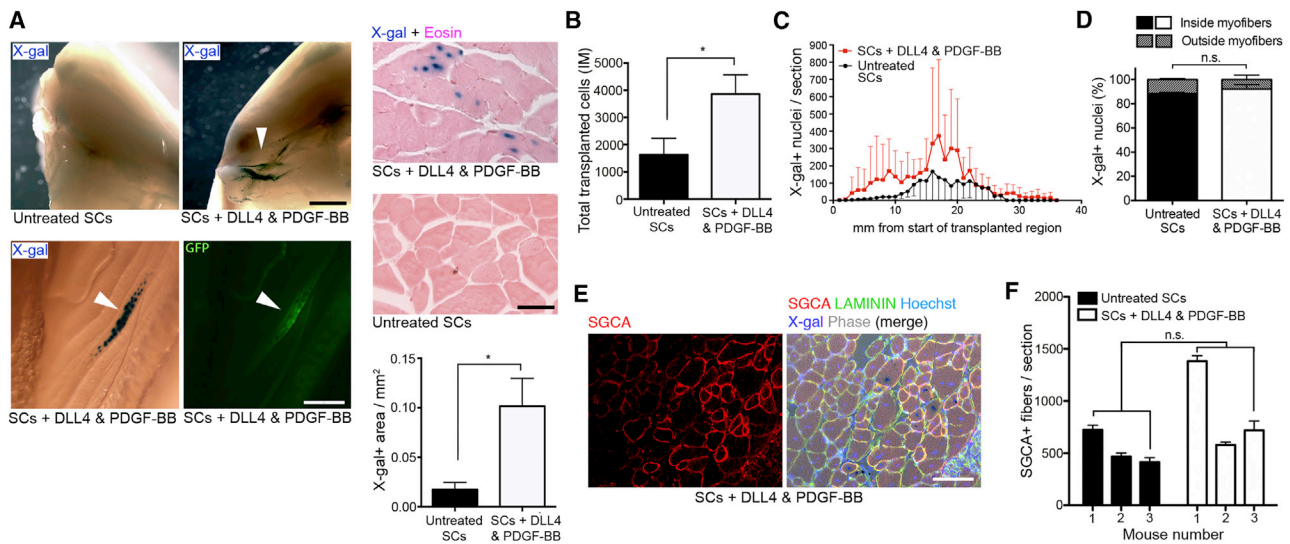 A
X-gal
X-gal
Untreated SCs
SCs + DLL4 & PDGF-BB
X-gal
GFP
SCs + DLL4 & PDGF-BB
SCs + DLL4 & PDGF-BB
X-gal + Eosin
SCs + DLL4 & PDGF-BB
Untreated SCs
X-gal+ area / mm²
0.15
0.10
0.05
0.00
*
Untreated
SCs
SCs + DLL4
& PDGF-BB
B
Total transplanted cells (IM)
5000
4000
3000
2000
1000
0
*
Untreated
SCs
SCs + DLL4
& PDGF-BB
C
SCs + DLL4 & PDGF-BB
Untreated
SCs
X-gal+ nuclei / section
900
800
700
600
500
400
300
200
100
0
0
10
20
30
40
mm from start of transplanted region
D
Inside myofibers
Outside myofibers
n.s.
X-gal+ nuclei (%)
100
80
60
40
20
0
Untreated
SCs
SCs + DLL4
& PDGF-BB
E
SGCA
SGCA LAMININ Hoechst
X-gal Phase (merge)
SCs + DLL4 & PDGF-BB
F
Untreated SCs
SCs + DLL4 & PDGF-BB
n.s.
SGCA+ fibers / section
2000
1500
1000
500
0
1 2 3 1 2 3
Mouse number